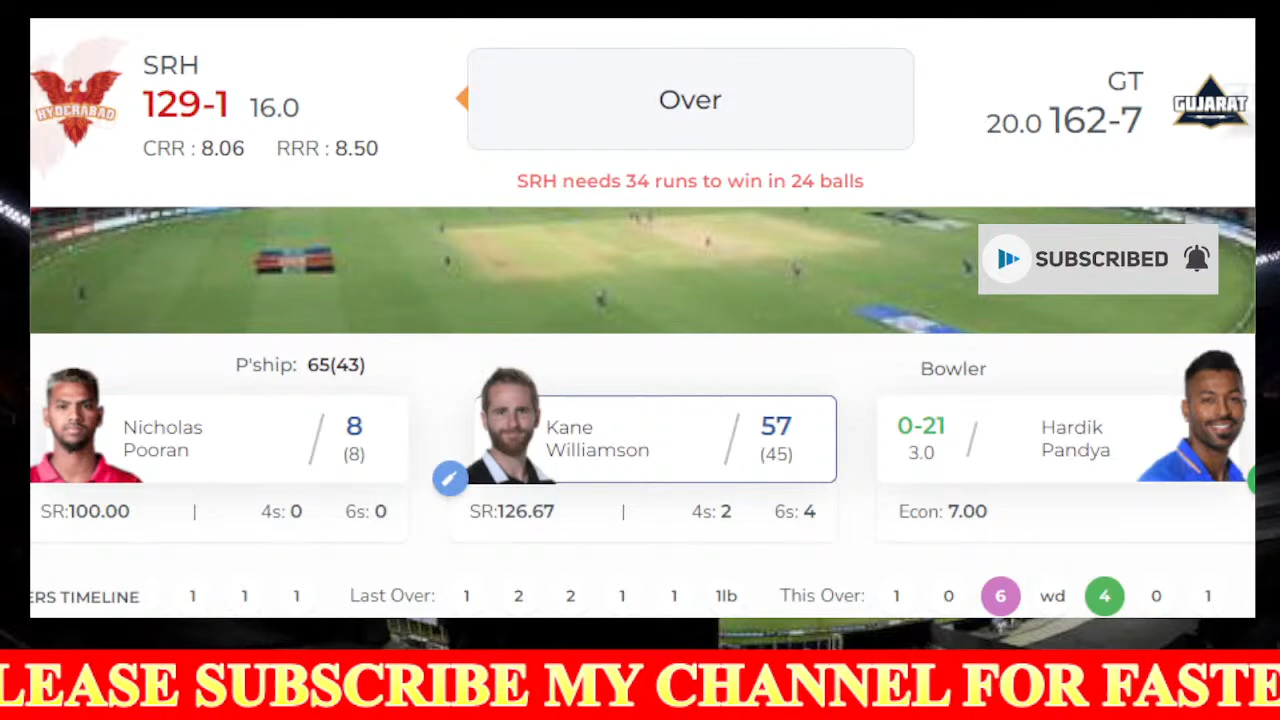 SRH
129-1 16.0
CRR : 8.06 RRR : 8.50
HYDERABAD
Over
SRH needs 34 runs to win in 24 balls
GT
20.0 162-7
GUJARAT
SUBSCRIBED
P'ship: 65(43)
Nicholas Pooran
8
(8)
SR:100.00 | 4s: 0 6s: 0
Kane Williamson
57
(45)
SR:126.67 | 4s: 2 6s: 4
Bowler
0-21
3.0
Hardik Pandya
Econ: 7.00
ERS TIMELINE 1 1 1 Last Over: 1 2 2 1 1 1lb This Over: 1 0 6 wd 4 0 1
LEASE SUBSCRIBE MY CHANNEL FOR FASTE